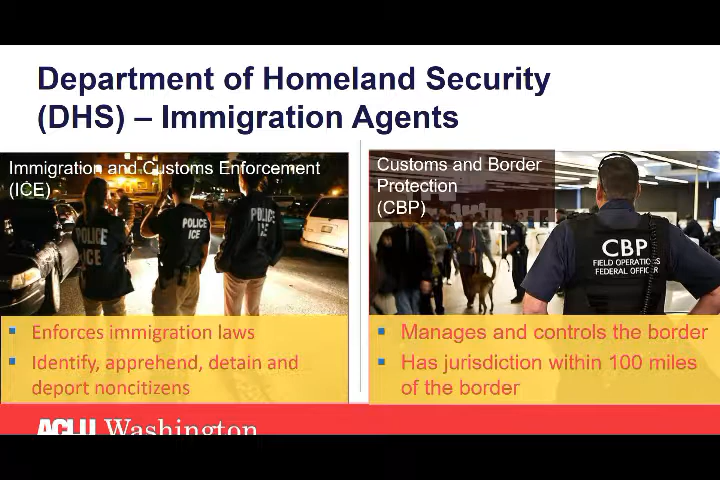 Department of Homeland Security
(DHS) – Immigration Agents
Immigration and Customs Enforcement
(ICE)
POLICE
ICE
POLICE
ICE
POLICE
ICE
▪ Enforces immigration laws
▪ Identify, apprehend, detain and
deport noncitizens
Customs and Border
Protection
(CBP)
CBP
FIELD OPERATIONS
FEDERAL OFFICER
▪ Manages and controls the border
▪ Has jurisdiction within 100 miles
of the border
ACLU Washington